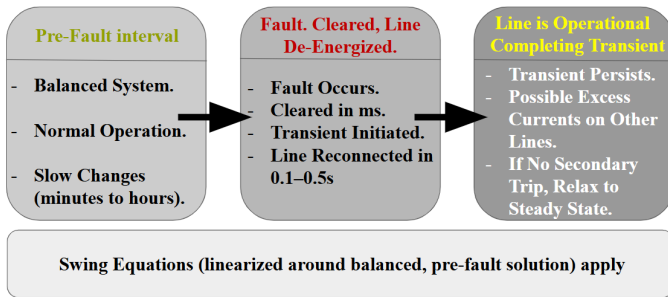 Pre-Fault interval
- Balanced System.
- Normal Operation.
- Slow Changes
(minutes to hours).
Fault. Cleared, Line
De-Energized.
- Fault Occurs.
- Cleared in ms.
- Transient Initiated.
- Line Reconnected in
0.1–0.5s
Line is Operational
Completing Transient
- Transient Persists.
- Possible Excess
Currents on Other
Lines.
- If No Secondary
Trip, Relax to
Steady State.
Swing Equations (linearized around balanced, pre-fault solution) apply